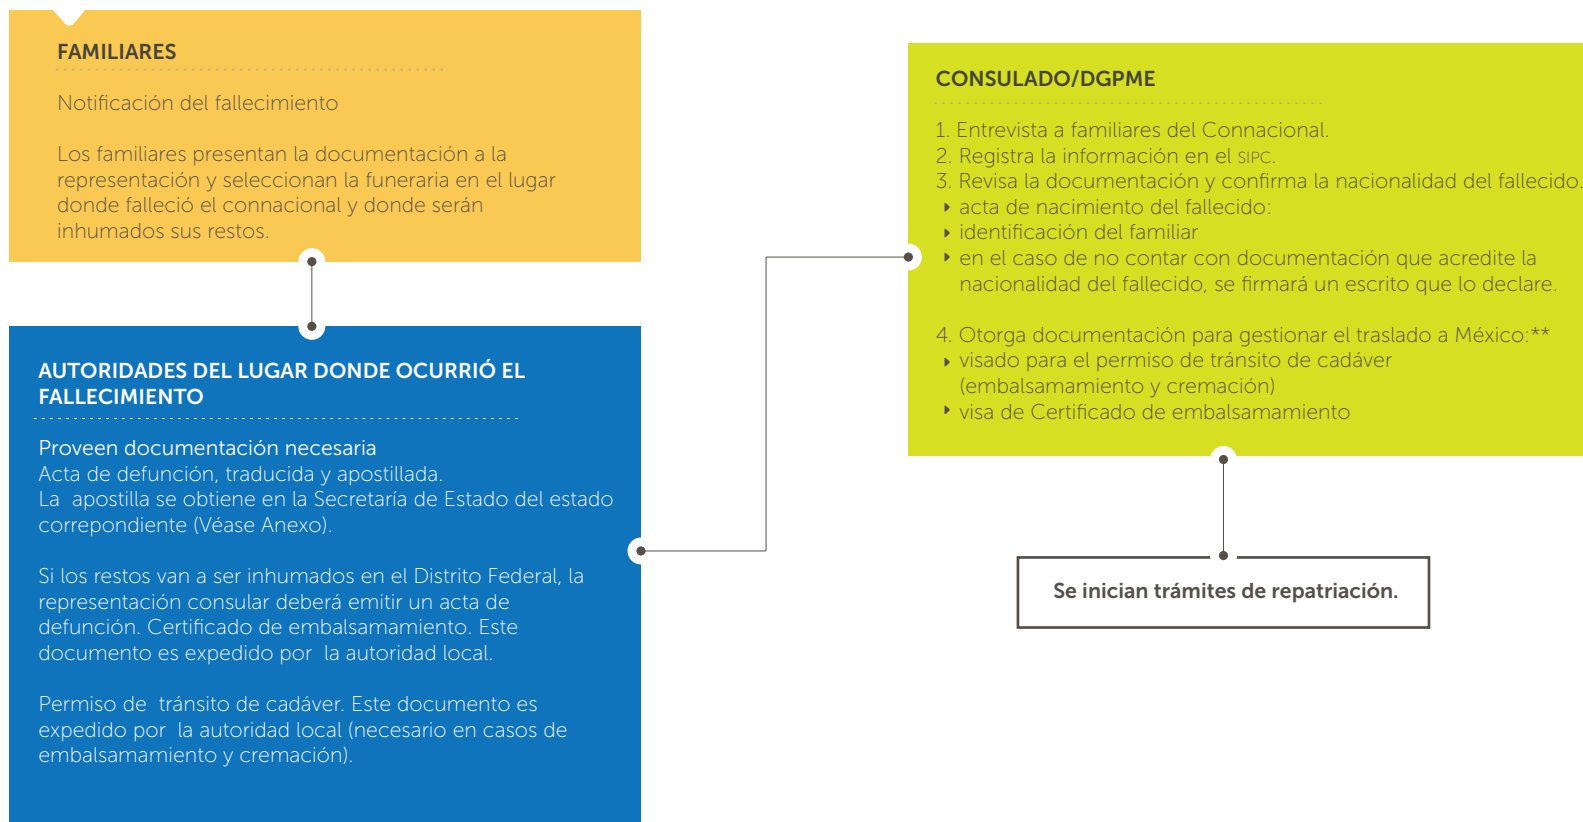 FAMILIARES
Notificación del fallecimiento
Los familiares presentan la documentación a la
representación y seleccionan la funeraria en el lugar
donde falleció el connacional y donde serán
inhumados sus restos.
AUTORIDADES DEL LUGAR DONDE OCURRIÓ EL
FALLECIMIENTO
Proveen documentación necesaria
Acta de defunción, traducida y apostillada.
La apostilla se obtiene en la Secretaría de Estado del estado
correpondiente (Véase Anexo).
Si los restos van a ser inhumados en el Distrito Federal, la
representación consular deberá emitir un acta de
defunción. Certificado de embalsamamiento. Este
documento es expedido por la autoridad local.
Permiso de tránsito de cadáver. Este documento es
expedido por la autoridad local (necesario en casos de
embalsamamiento y cremación).
CONSULADO/DGPME
1. Entrevista a familiares del Connacional.
2. Registra la información en el SIPC.
3. Revisa la documentación y confirma la nacionalidad del fallecido.
‣ acta de nacimiento del fallecido:
‣ identificación del familiar
‣ en el caso de no contar con documentación que acredite la
nacionalidad del fallecido, se firmará un escrito que lo declare.
4. Otorga documentación para gestionar el traslado a México:**
‣ visado para el permiso de tránsito de cadáver
(embalsamamiento y cremación)
‣ visa de Certificado de embalsamamiento
Se inician trámites de repatriación.